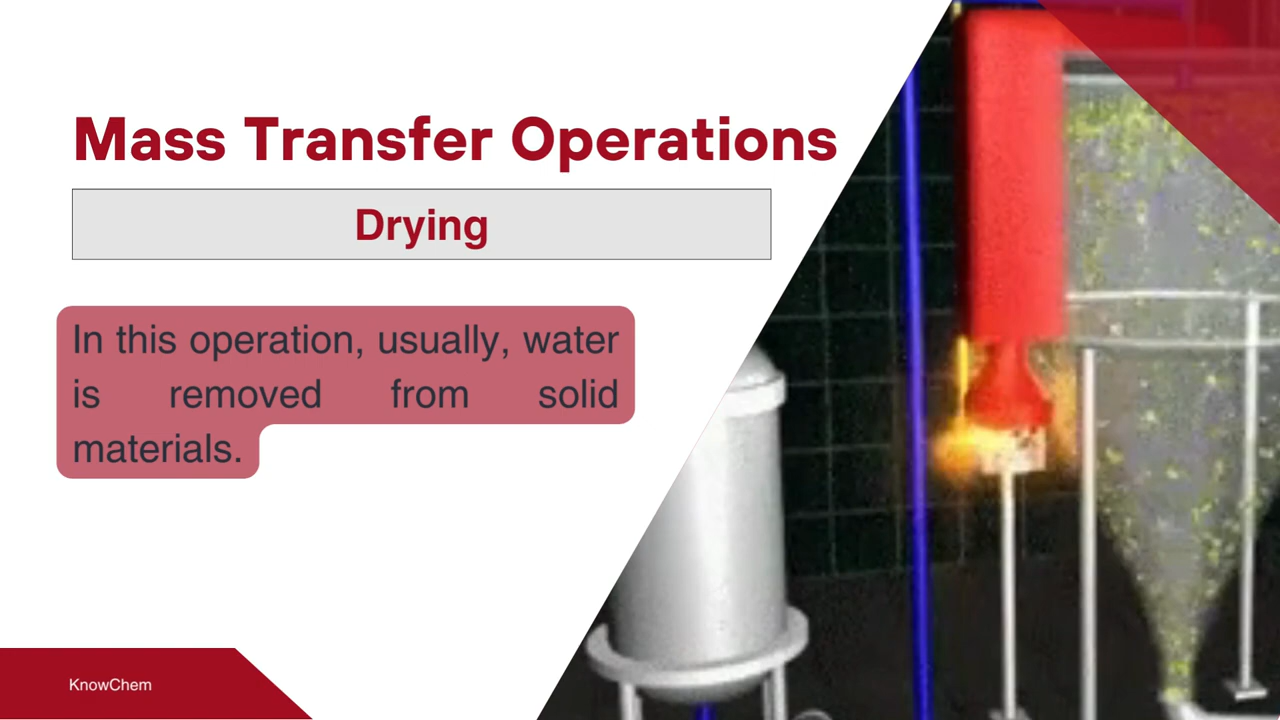 Mass Transfer Operations
Drying
In this operation, usually, water
is removed from solid
materials.
KnowChem